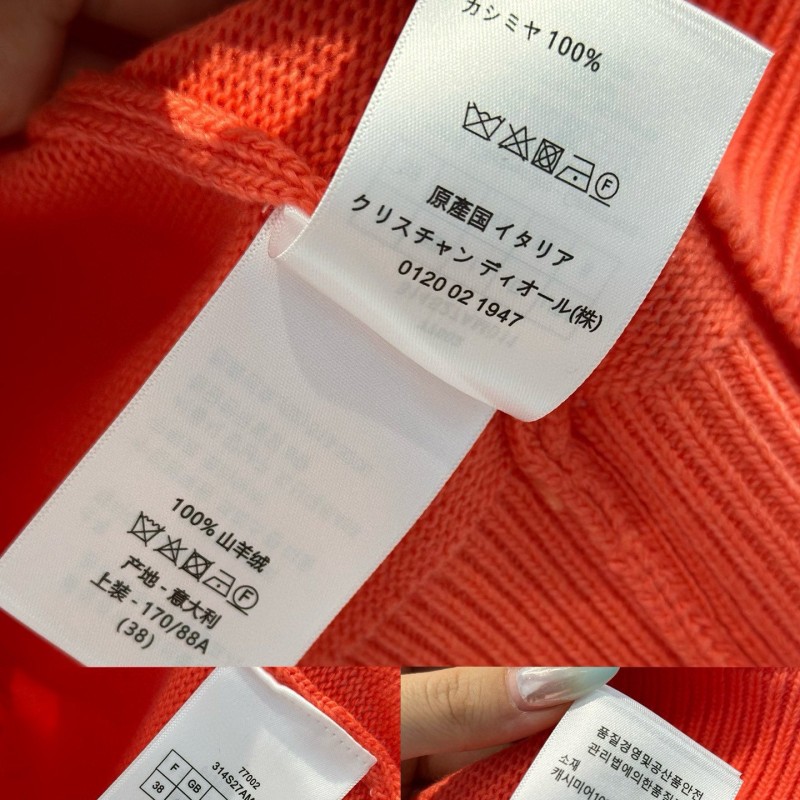 カシミヤ 100%
F
原産国 イタリア
クリスチャン ディオール(株)
0120 02 1947
100% 山羊绒
F
产地 - 意大利
上装 - 170/88A
(38)
77002
314S27AM
F GB
38
품질경영및공산품안전
관리법에의한품질
소재
캐시미어10